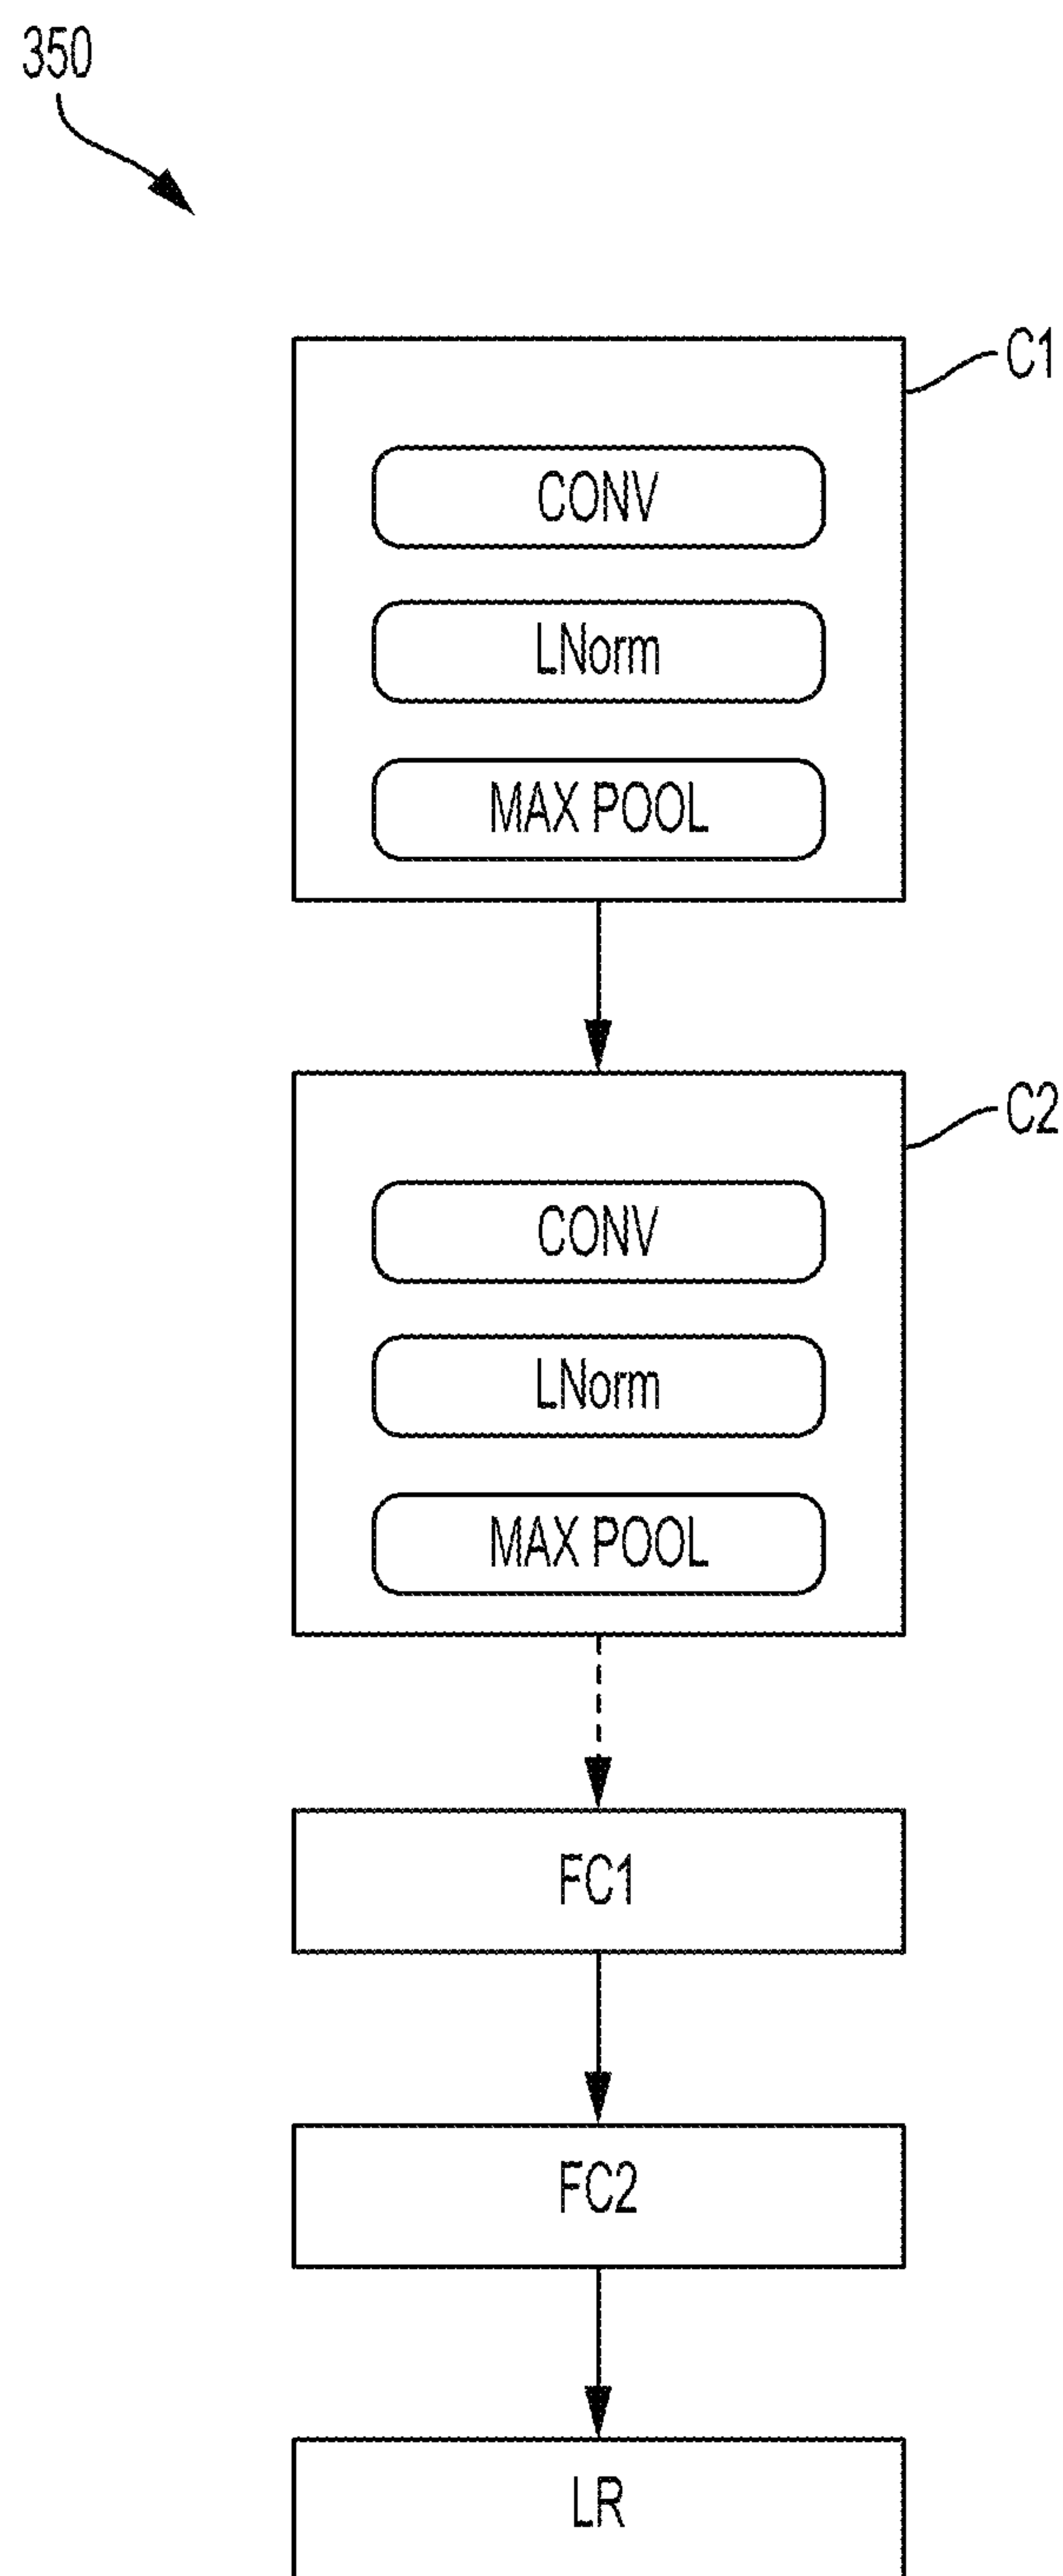 350
C1
CONV
LNorm
MAX POOL
C2
CONV
LNorm
MAX POOL
FC1
FC2
LR